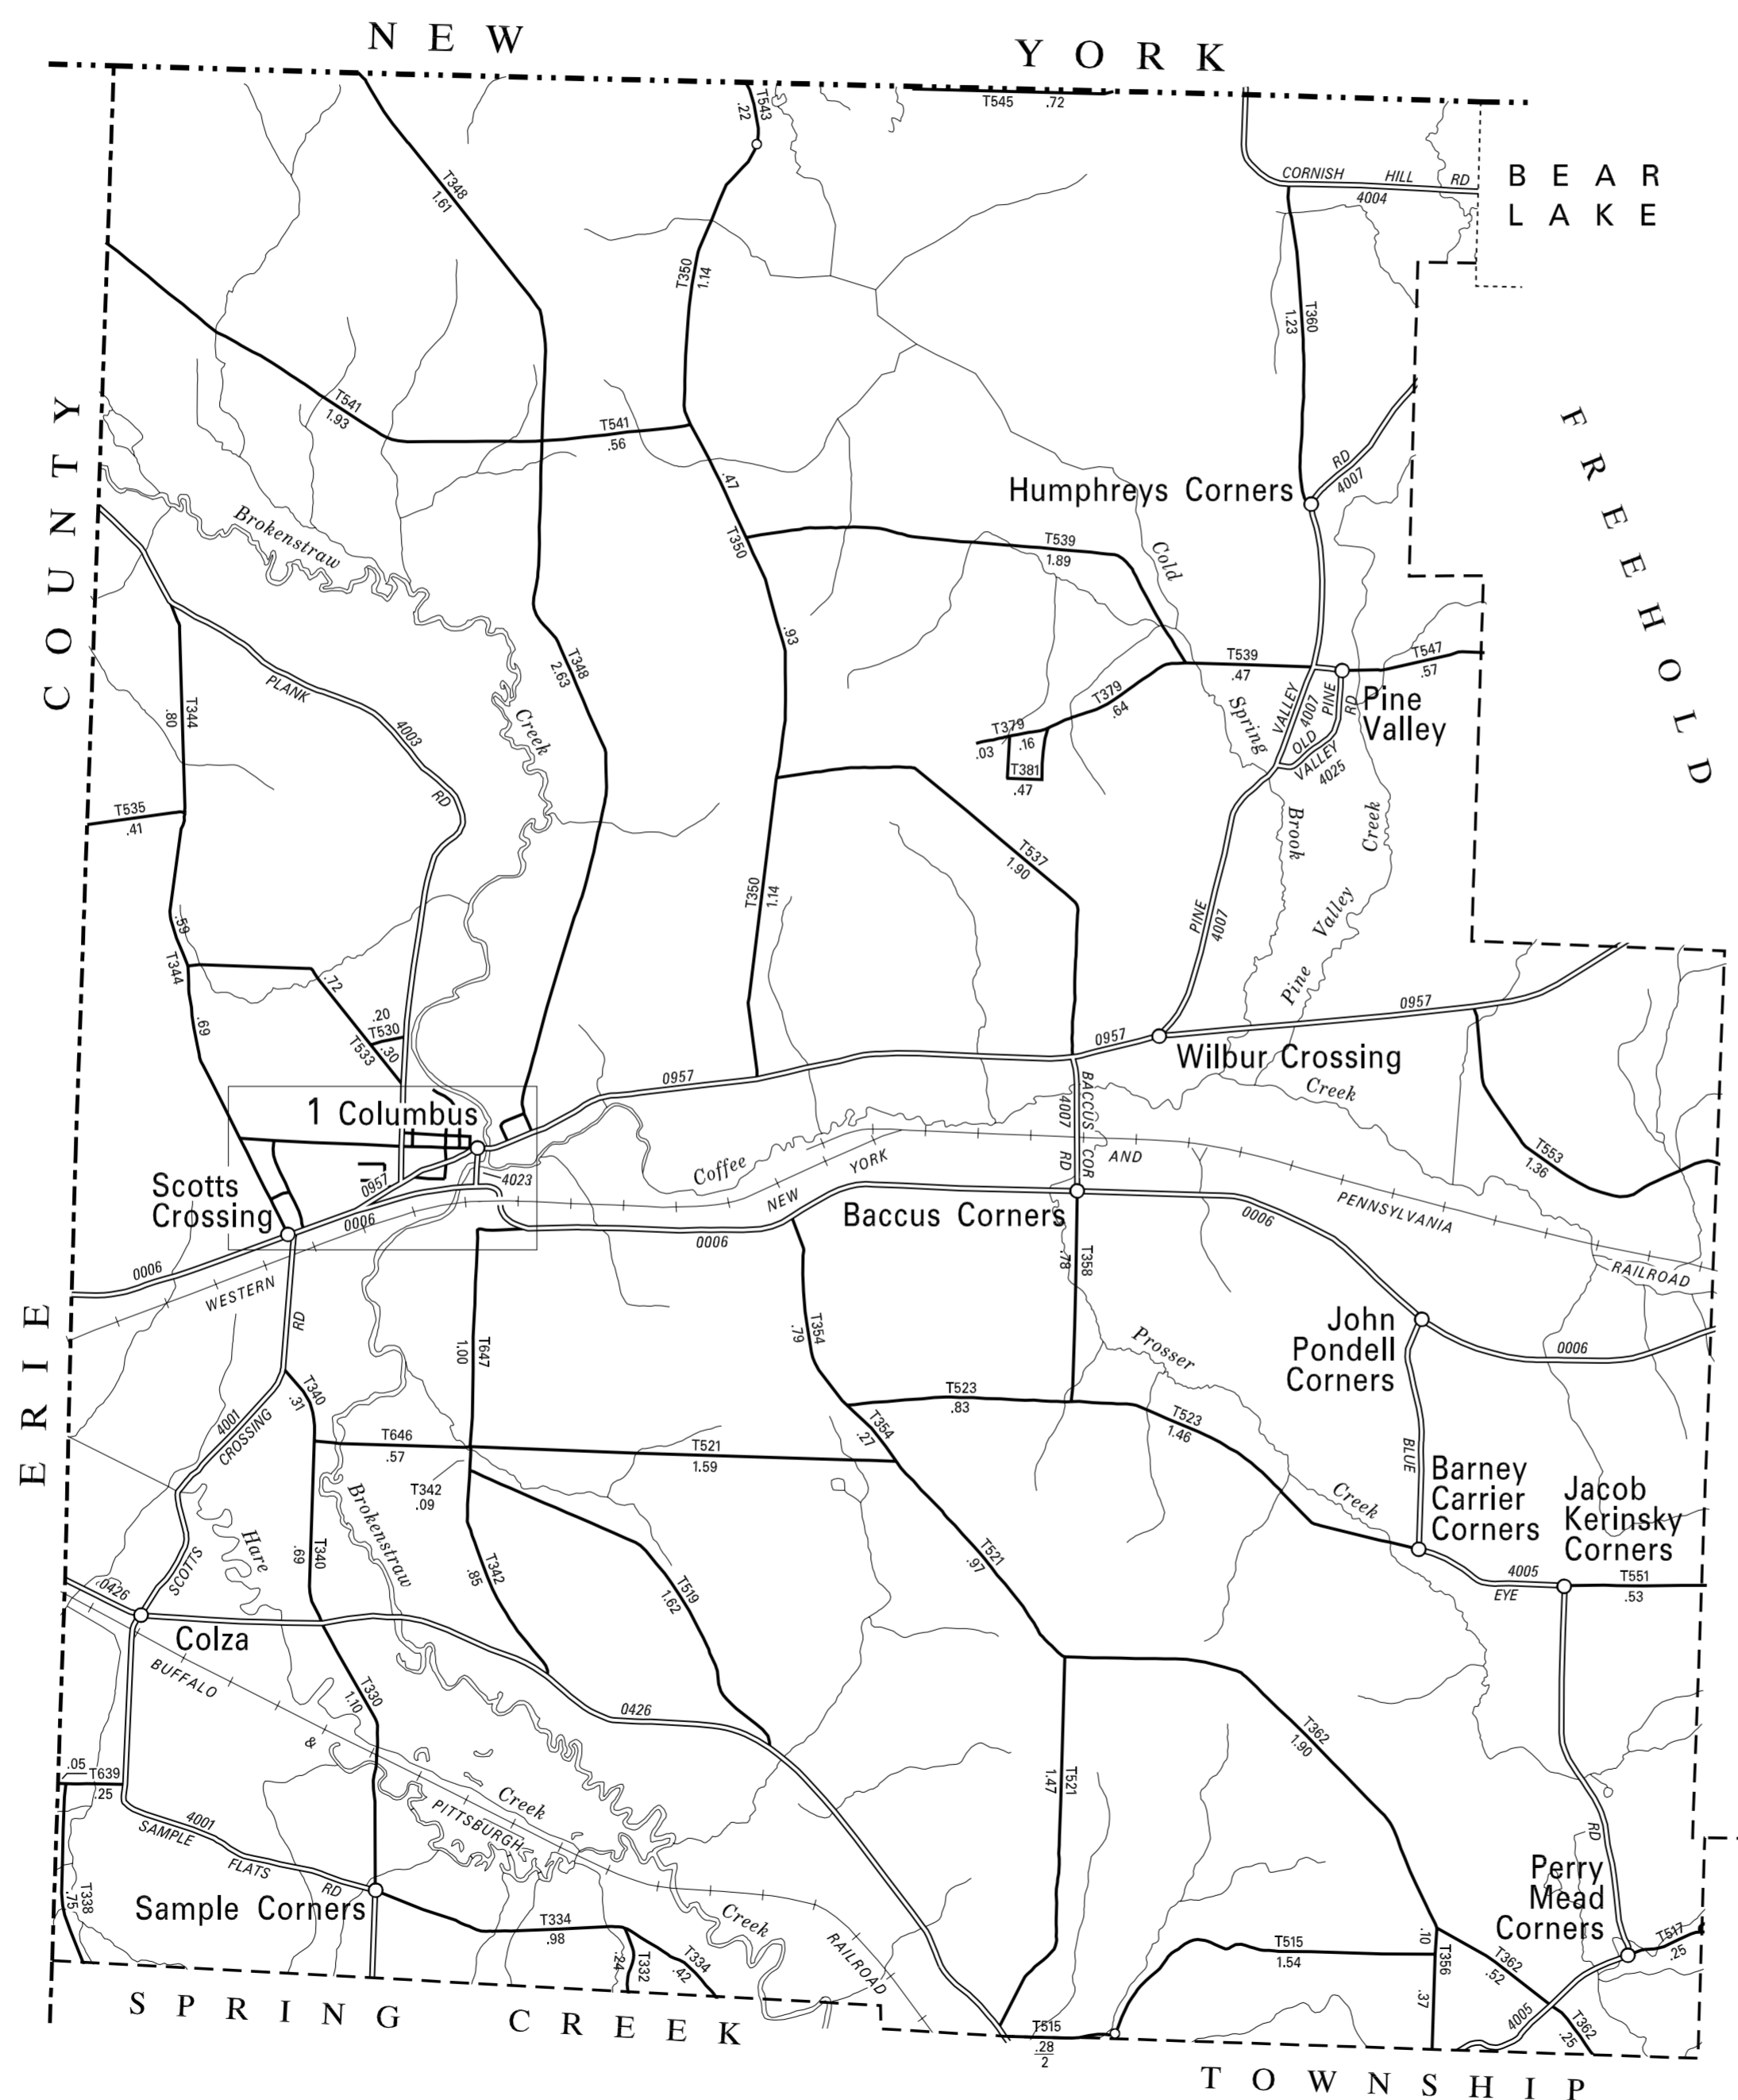 NEW YORK
T543
.22
T545 .72
CORNISH HILL RD
4004
BEAR
LAKE
T348
1.61
T350
1.14
T360
1.23
COUNTY
T541
1.93
T541
.56
FREEHOLD
.47
RD
4007
Humphreys Corners
Brokenstraw
T350
T539
1.89
Cold
.93
T348
2.63
T539
.47
T547
.57
PLANK
T344
.80
Creek
T379
.64
Spring
VALLEY
4007
PINE
RD
Pine
Valley
4003
T379
.03
.16
T381
.47
OLD
VALLEY
4025
RD
T535
.41
Brook
Creek
T537
1.90
T350
1.14
PINE
4007
Valley
.59
T344
Pine
.72
.20
T530
.30
T533
.69
0957
0957
Wilbur Crossing
0957
BACCUS COR
4007
RD
Creek
1 Columbus
Coffee
YORK
NEW
AND
T553
1.36
4023
0957
Scotts
Crossing
0006
PENNSYLVANIA
Baccus Corners
0006
0006
RAILROAD
0006
WESTERN
T358
.78
ERIE
RD
T647
1.00
T354
.79
John
Pondell
Corners
Prosser
0006
T340
.31
T523
.83
T354
.27
T523
1.46
4001
CROSSING
T646
.57
T521
1.59
BLUE
Barney
Carrier
Corners
Jacob
Kerinsky
Corners
T342
.09
Brokenstraw
Creek
Hare
T340
.69
T342
.85
T521
.97
SCOTTS
0426
T519
1.62
4005
EYE
T551
.53
Colza
BUFFALO
T330
1.10
0426
T362
1.90
&
.05
T639
.25
Creek
PITTSBURGH
T521
1.47
4001
SAMPLE
FLATS
RD
RD
T338
.75
Sample Corners
T334
.98
Creek
RAILROAD
Perry
Mead
Corners
T517
.25
T332
.24
T334
.42
T515
1.54
.10
T356
.37
T362
.52
4005
T362
.25
SPRING CREEK
T515
.28
2
TOWNSHIP